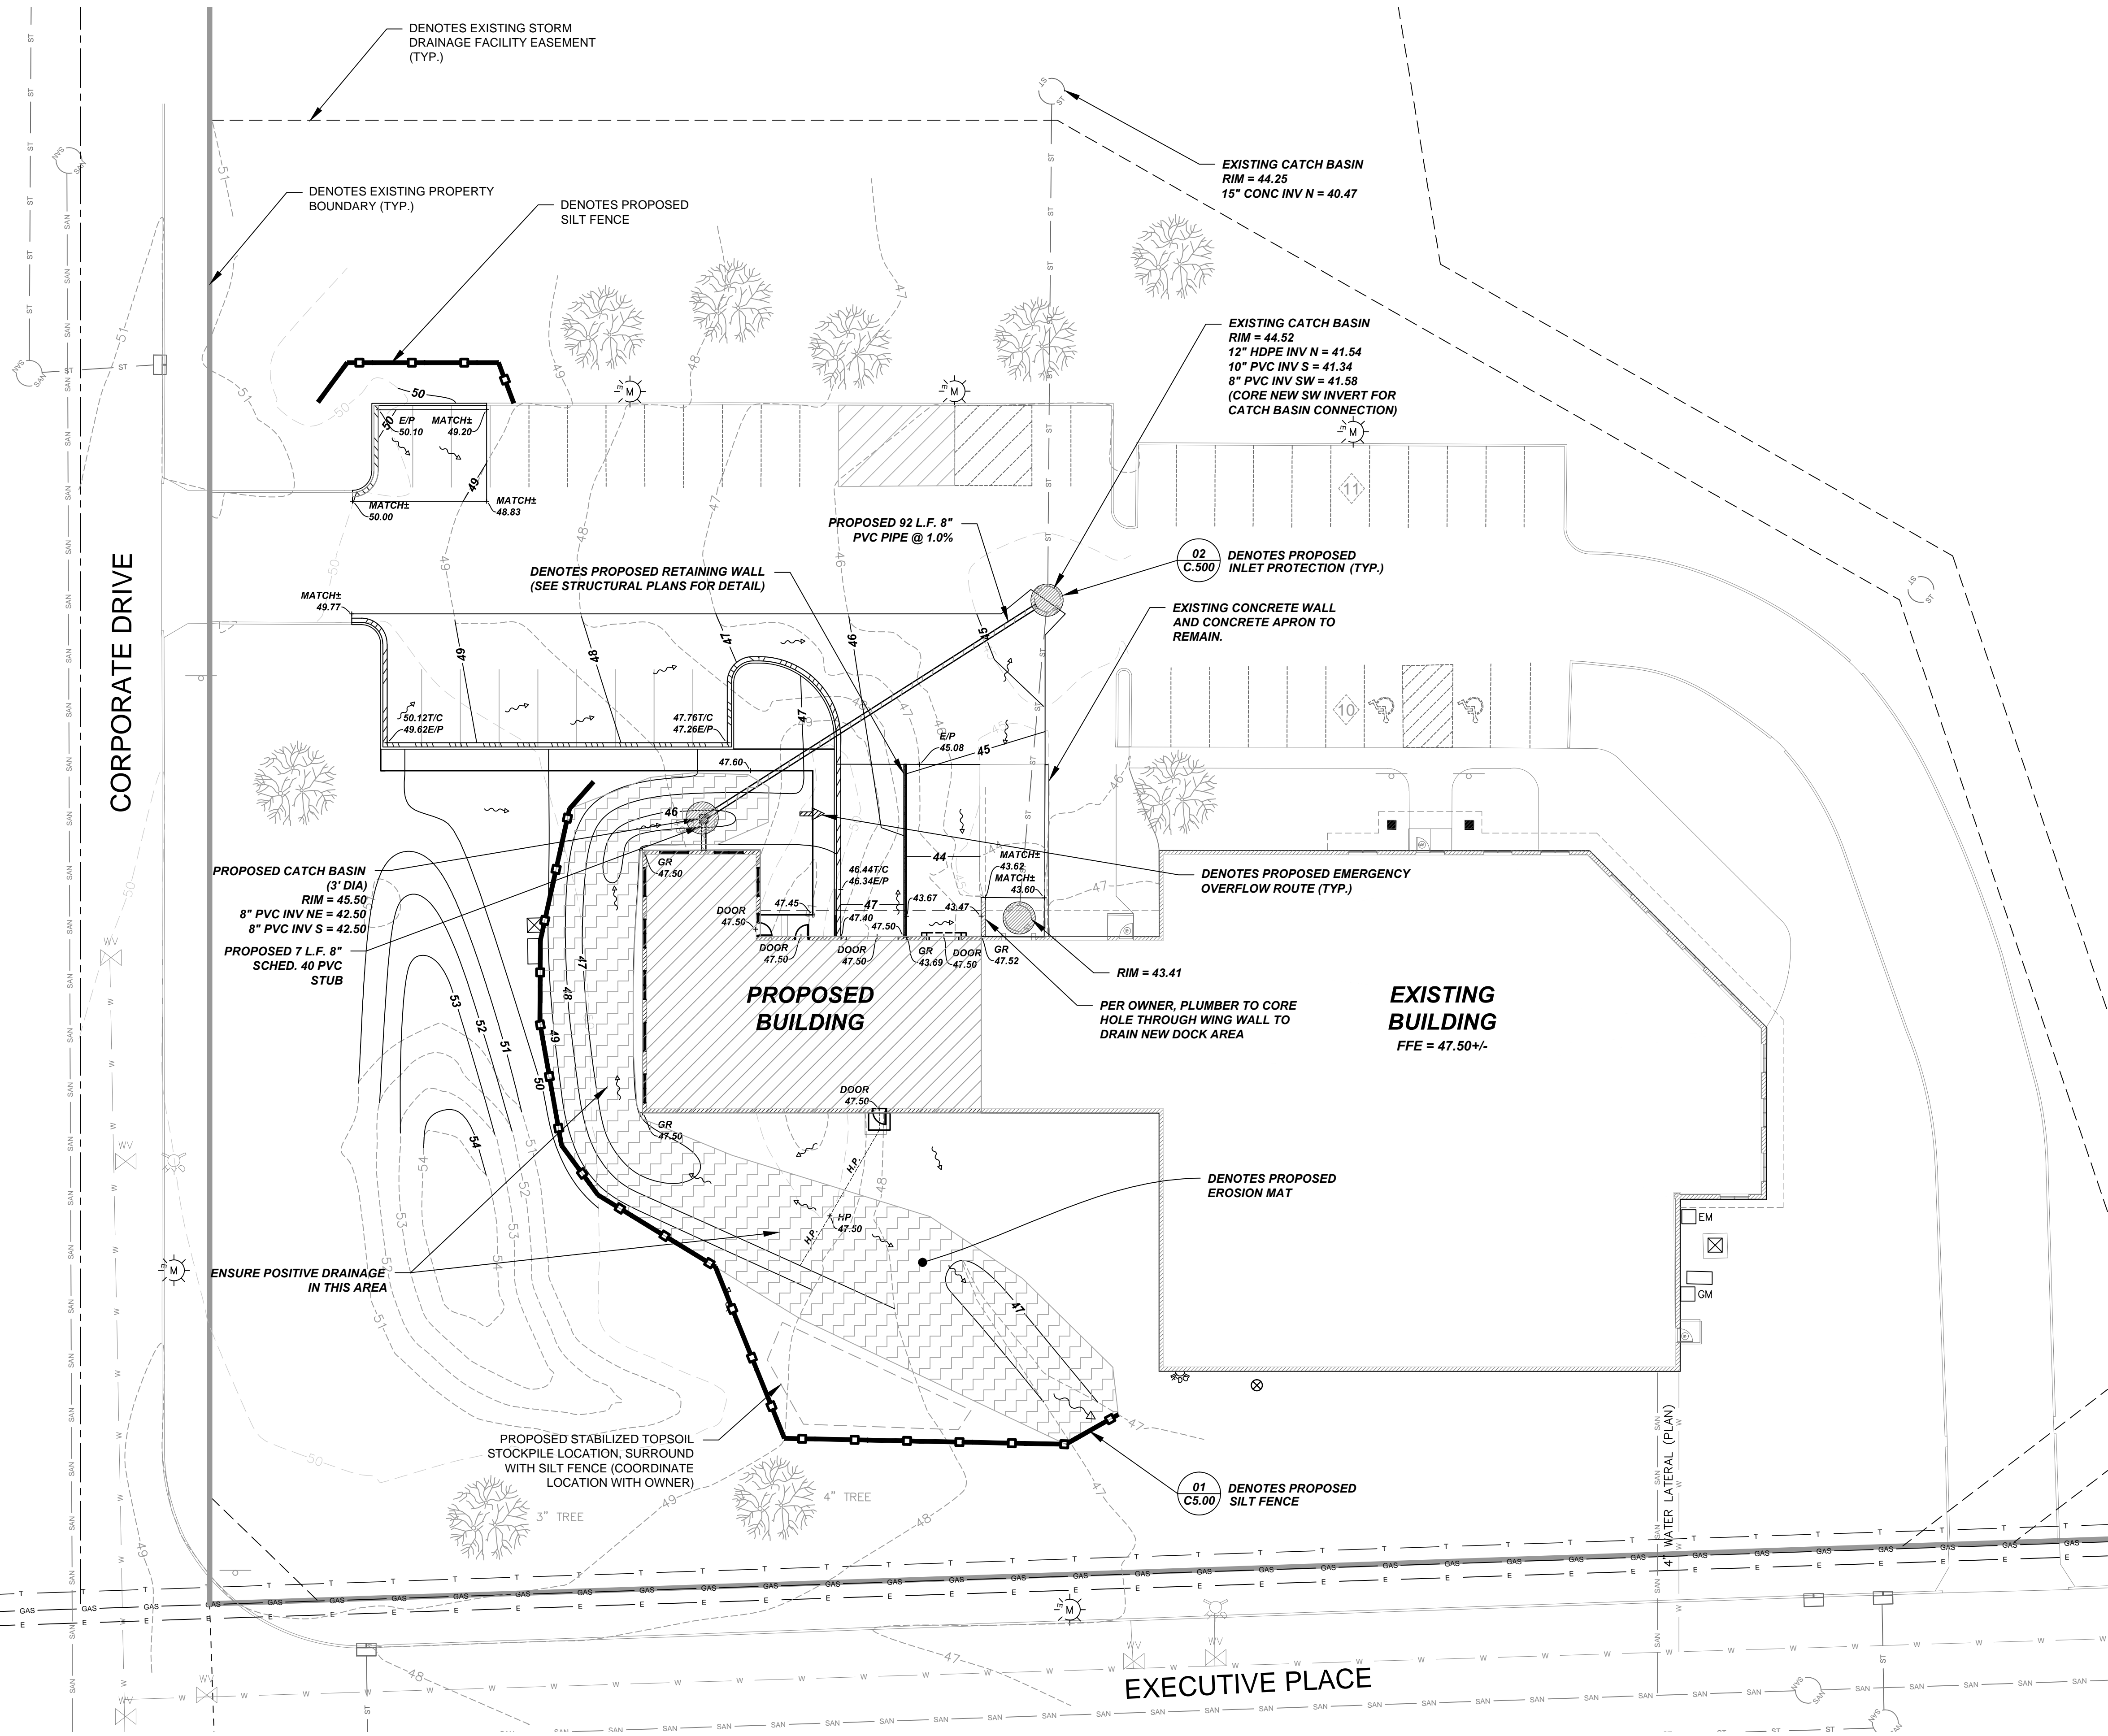 DENOTES EXISTING STORM
DRAINAGE FACILITY EASEMENT
(TYP.)
EXISTING CATCH BASIN
RIM = 44.25
15" CONC INV N = 40.47
DENOTES EXISTING PROPERTY
BOUNDARY (TYP.)
DENOTES PROPOSED
SILT FENCE
EXISTING CATCH BASIN
RIM = 44.52
12" HDPE INV N = 41.54
10" PVC INV S = 41.34
8" PVC INV SW = 41.58
(CORE NEW SW INVERT FOR
CATCH BASIN CONNECTION)
E/P
50.10
MATCH±
49.20
MATCH±
50.00
MATCH±
48.83
11
PROPOSED 92 L.F. 8"
PVC PIPE @ 1.0%
02
C.500
DENOTES PROPOSED
INLET PROTECTION (TYP.)
DENOTES PROPOSED RETAINING WALL
(SEE STRUCTURAL PLANS FOR DETAIL)
MATCH±
49.77
EXISTING CONCRETE WALL
AND CONCRETE APRON TO
REMAIN.
CORPORATE DRIVE
10
50.12T/C
49.62E/P
47.76T/C
47.26E/P
E/P
45.08
47.60
PROPOSED CATCH BASIN
(3' DIA)
RIM = 45.50
8" PVC INV NE = 42.50
8" PVC INV S = 42.50
PROPOSED 7 L.F. 8"
SCHED. 40 PVC
STUB
GR
47.50
46.44T/C
46.34E/P
MATCH±
43.62
MATCH±
43.60
DENOTES PROPOSED EMERGENCY
OVERFLOW ROUTE (TYP.)
DOOR
47.50
47.45
47.40
47.50
43.67
43.47
DOOR
47.50
DOOR
47.50
GR
43.69
DOOR
47.50
GR
47.52
RIM = 43.41
PROPOSED
BUILDING
EXISTING
BUILDING
FFE = 47.50+/-
PER OWNER, PLUMBER TO CORE
HOLE THROUGH WING WALL TO
DRAIN NEW DOCK AREA
DOOR
47.50
GR
47.50
H.P.
HP
47.50
H.P.
DENOTES PROPOSED
EROSION MAT
EM
GM
ENSURE POSITIVE DRAINAGE
IN THIS AREA
PROPOSED STABILIZED TOPSOIL
STOCKPILE LOCATION, SURROUND
WITH SILT FENCE (COORDINATE
LOCATION WITH OWNER)
01
C5.00
DENOTES PROPOSED
SILT FENCE
3" TREE
4" TREE
4" WATER LATERAL (PLAN)
EXECUTIVE PLACE